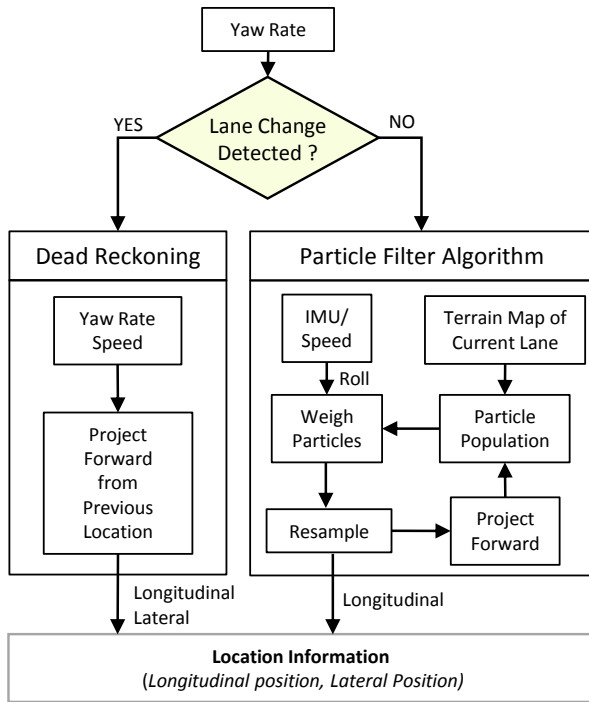 Yaw Rate
Lane Change
Detected ?
YES
NO
Dead Reckoning
Yaw Rate
Speed
Project
Forward
from
Previous
Location
Longitudinal
Lateral
Particle Filter Algorithm
IMU/
Speed
Terrain Map of
Current Lane
Roll
Weigh
Particles
Particle
Population
Resample
Project
Forward
Longitudinal
Location Information
(Longitudinal position, Lateral Position)